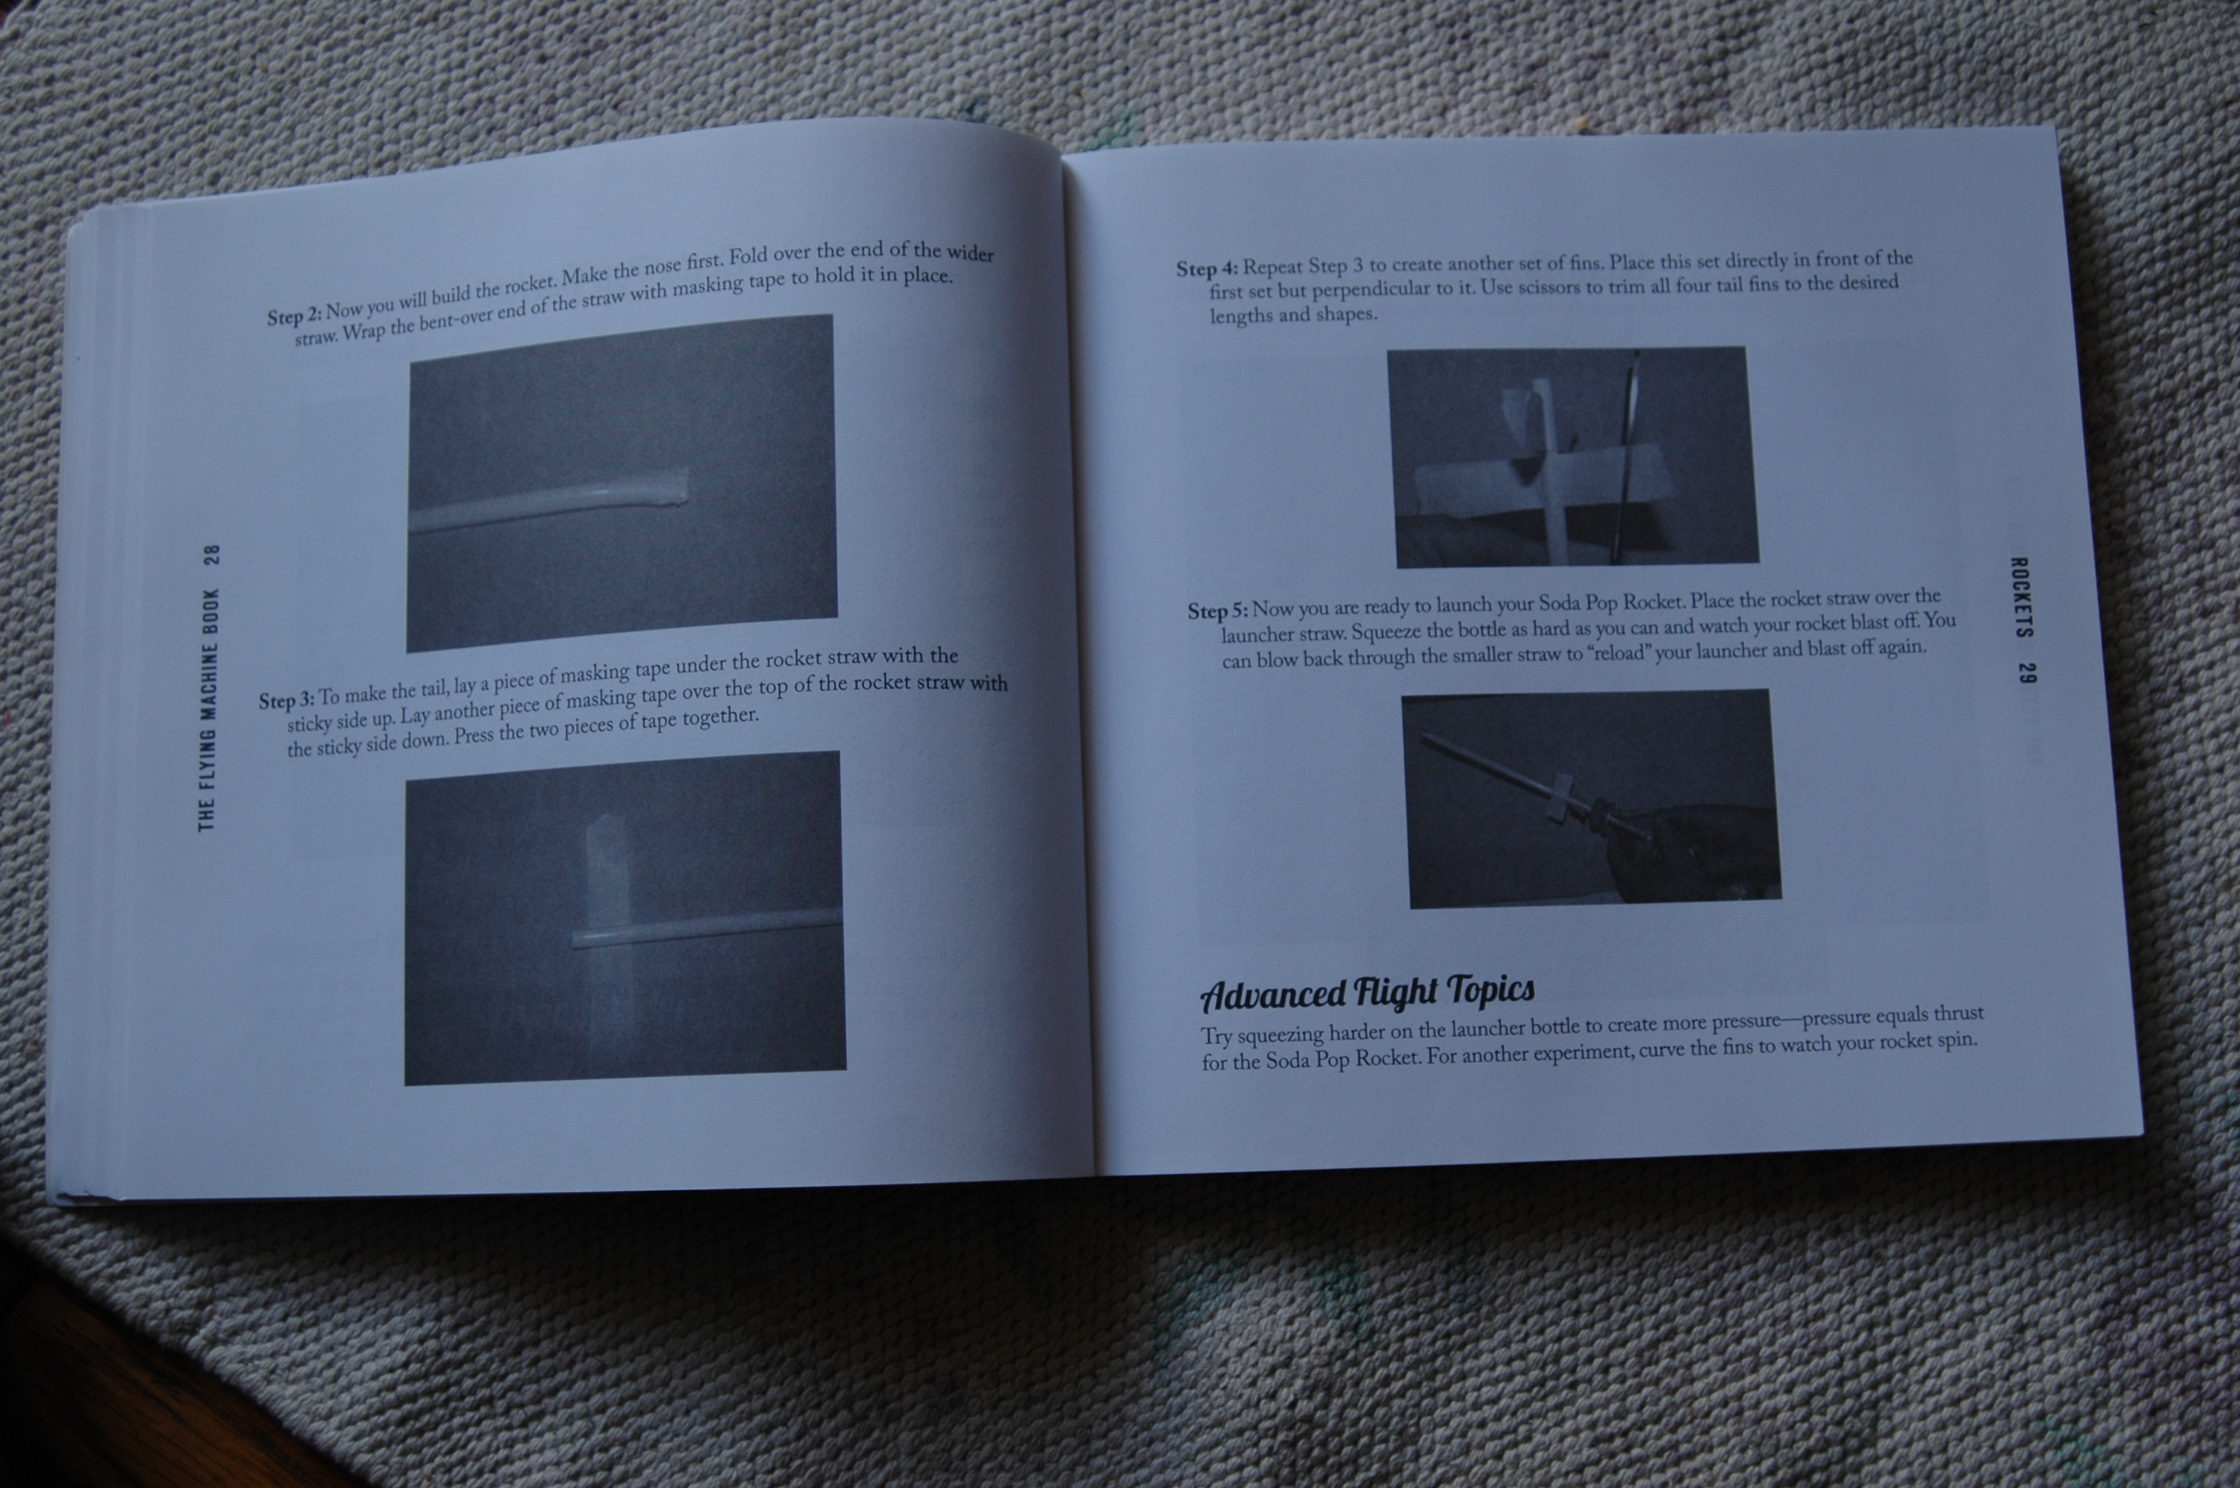 Step 2: Now you will build the rocket. Make the nose first. Fold over the end of the wider
straw. Wrap the bent-over end of the straw with masking tape to hold it in place.
Step 3: To make the tail, lay a piece of masking tape under the rocket straw with the
sticky side up. Lay another piece of masking tape over the top of the rocket straw with
the sticky side down. Press the two pieces of tape together.
THE FLYING MACHINE BOOK 28
Step 4: Repeat Step 3 to create another set of fins. Place this set directly in front of the
first set but perpendicular to it. Use scissors to trim all four tail fins to the desired
lengths and shapes.
Step 5: Now you are ready to launch your Soda Pop Rocket. Place the rocket straw over the
launcher straw. Squeeze the bottle as hard as you can and watch your rocket blast off. You
can blow back through the smaller straw to “reload” your launcher and blast off again.
Advanced Flight Topics
Try squeezing harder on the launcher bottle to create more pressure—pressure equals thrust
for the Soda Pop Rocket. For another experiment, curve the fins to watch your rocket spin.
ROCKETS 29